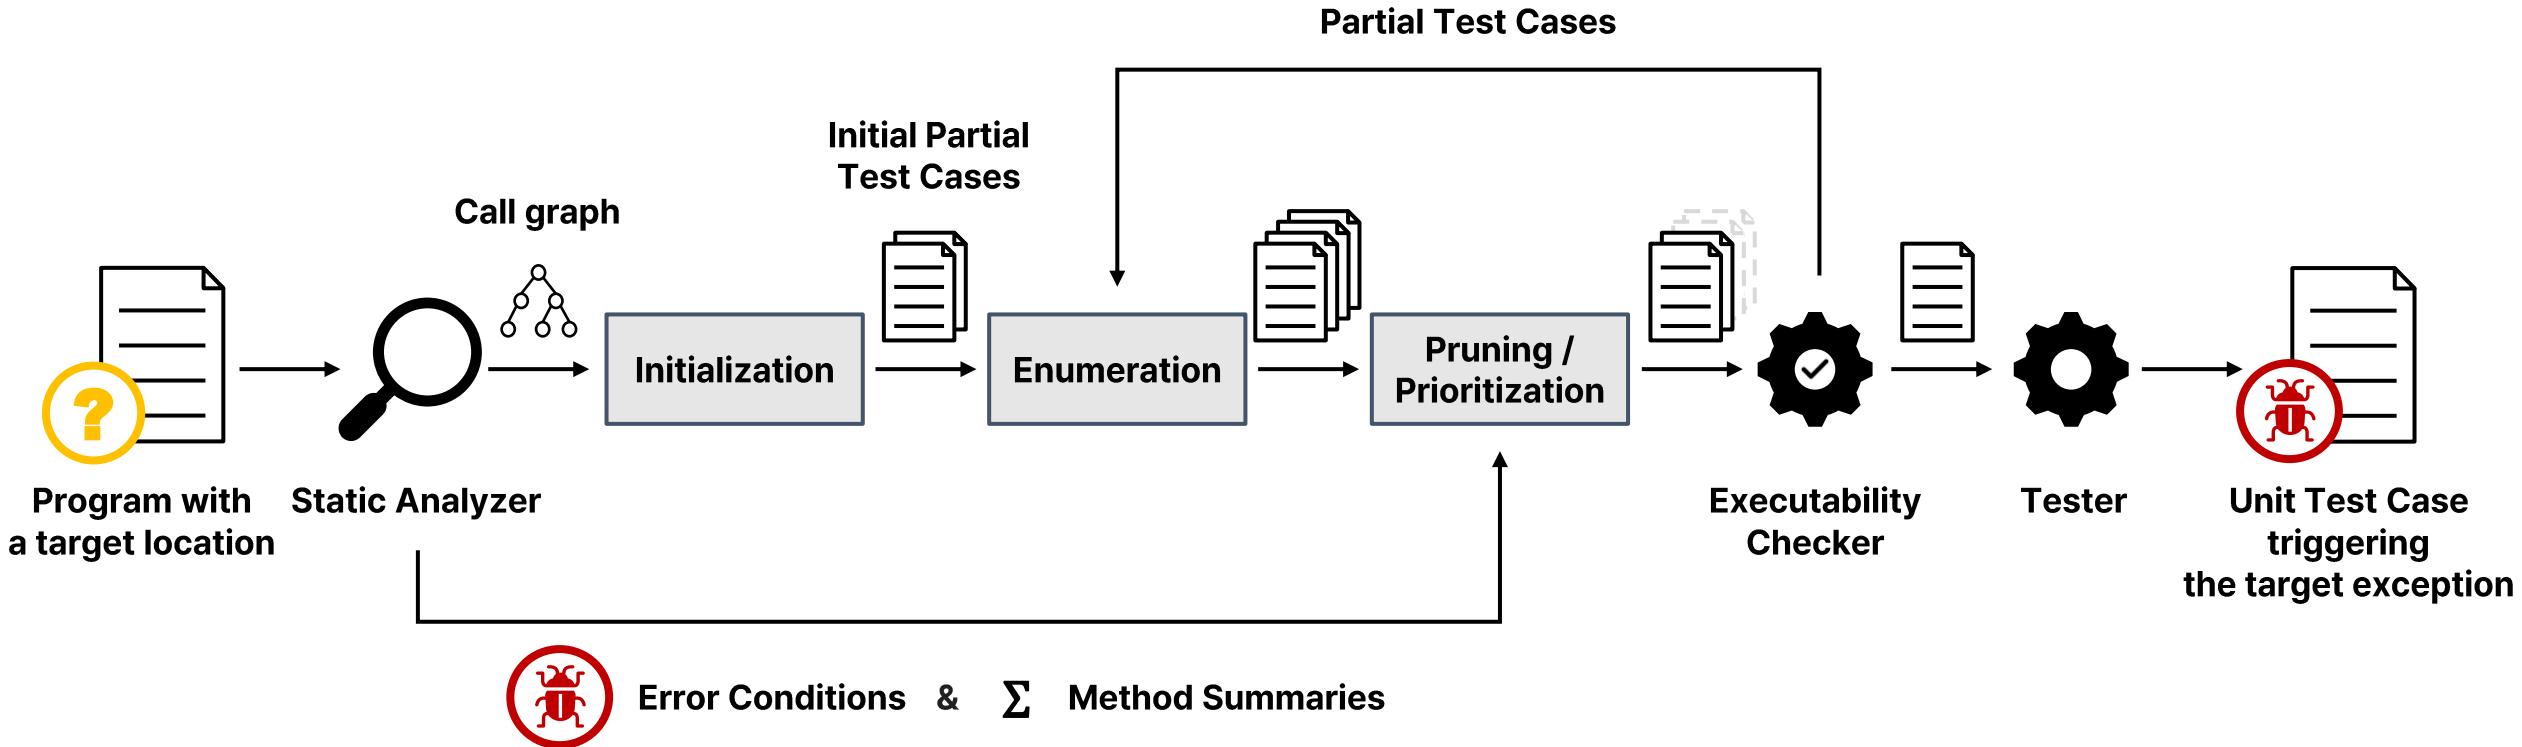 Partial Test Cases
Initial Partial
Test Cases
Call graph
Initialization
Enumeration
Pruning /
Prioritization
?
Program with
a target location
Static Analyzer
Executability
Checker
Tester
Unit Test Case
triggering
the target exception
Error Conditions & Σ Method Summaries